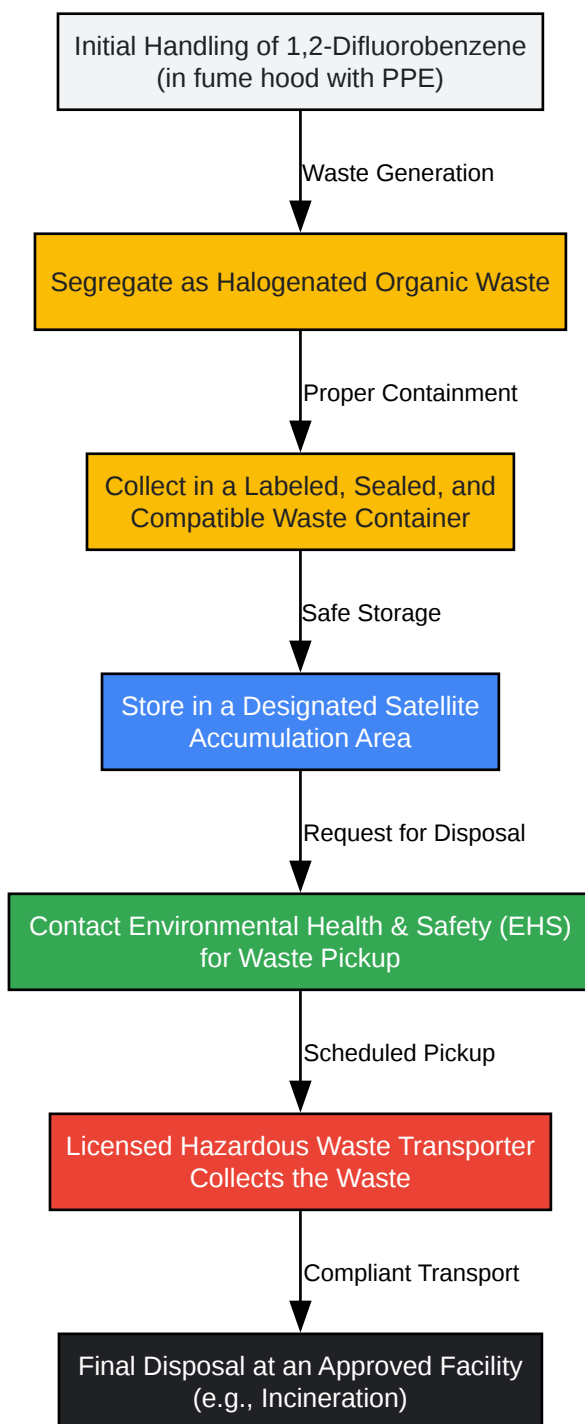 Initial Handling of 1,2-Difluorobenzene
(in fume hood with PPE)
Waste Generation
Segregate as Halogenated Organic Waste
Proper Containment
Collect in a Labeled, Sealed, and
Compatible Waste Container
Safe Storage
Store in a Designated Satellite
Accumulation Area
Request for Disposal
Contact Environmental Health & Safety (EHS)
for Waste Pickup
Scheduled Pickup
Licensed Hazardous Waste Transporter
Collects the Waste
Compliant Transport
Final Disposal at an Approved Facility
(e.g., Incineration)